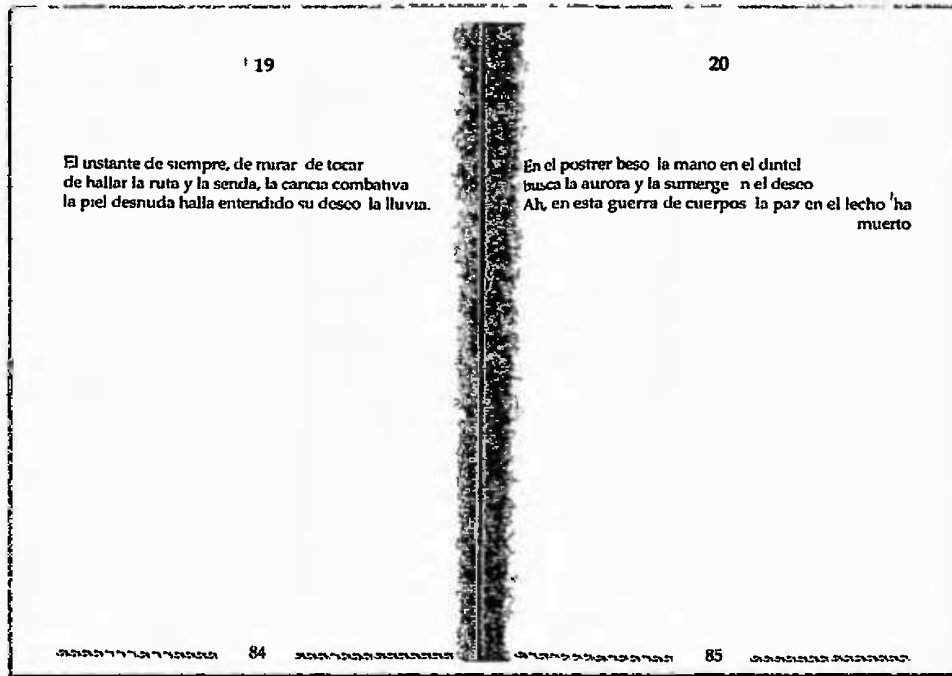 19
El instante de siempre, de mirar de tocar
de hallar la ruta y la senda, la caricia combativa
la piel desnuda halla entendido su deseo la lluvia.
84
20
En el postrer beso la mano en el dintel
busca la aurora y la sumerge n el deseo
Ah, en esta guerra de cuerpos la paz en el lecho ha
muerto
85